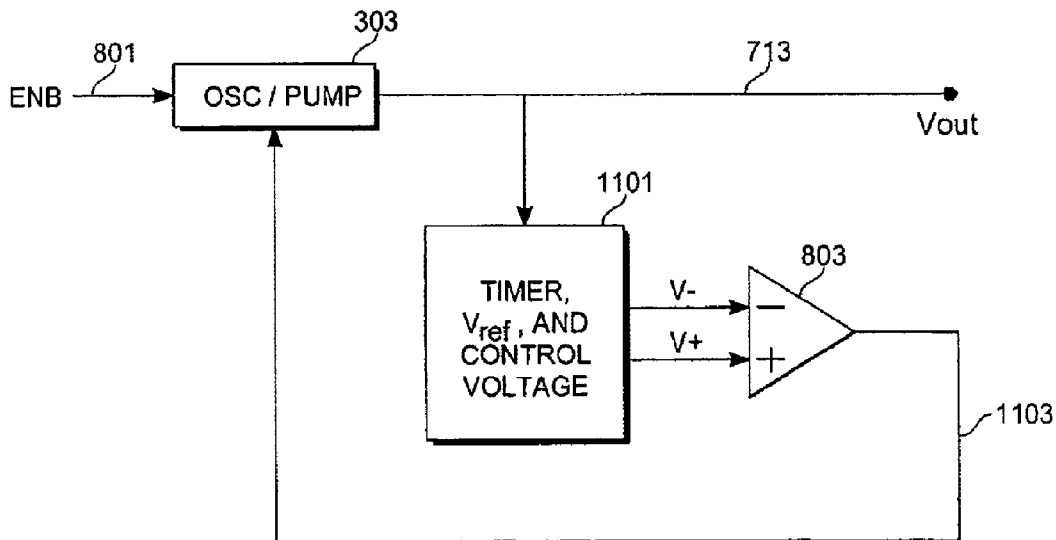 303
801
ENB
OSC / PUMP
713
Vout
1101
TIMER,
Vref, AND
CONTROL
VOLTAGE
V-
V+
803
−
+
1103